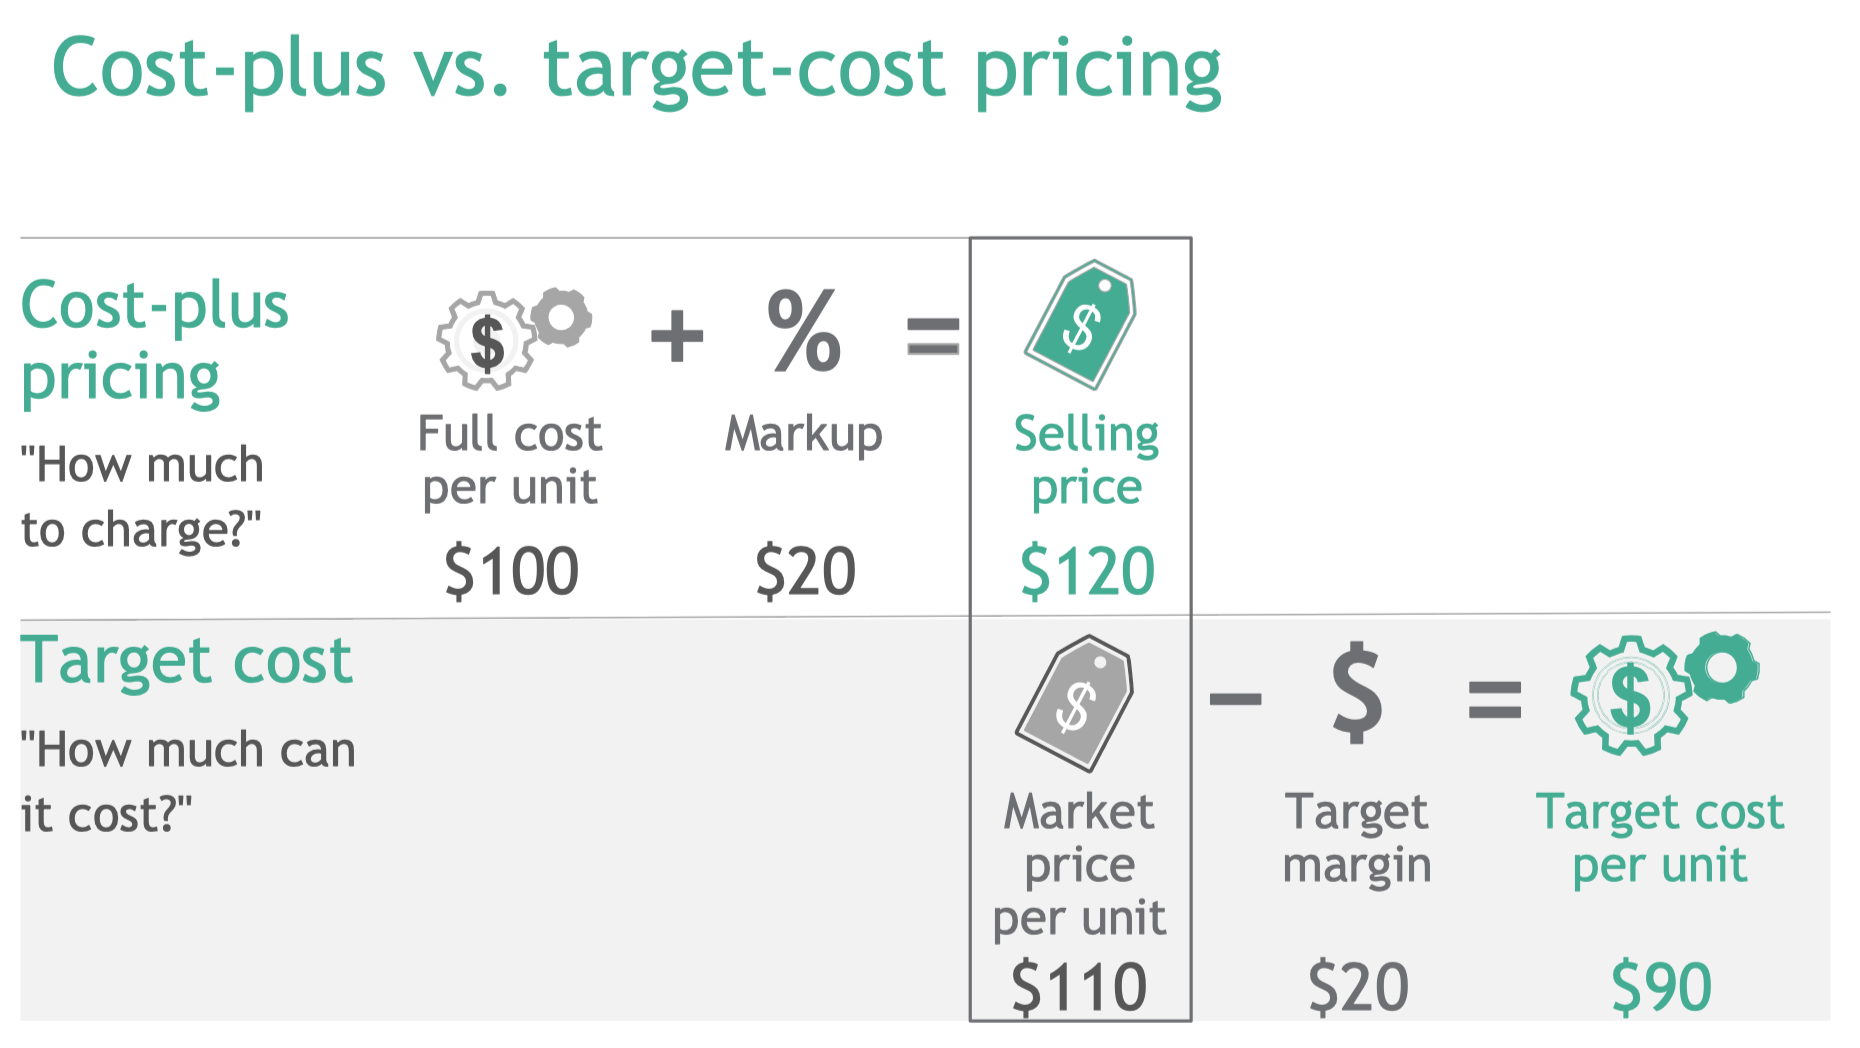 Cost-plus vs. target-cost pricing
Cost-plus
pricing
"How much
to charge?"
$ + % = $
Full cost
per unit
Markup
Selling
price
$100
$20
$120
Target cost
"How much can
it cost?"
$ – $ = $
Market
price
per unit
Target
margin
Target cost
per unit
$110
$20
$90